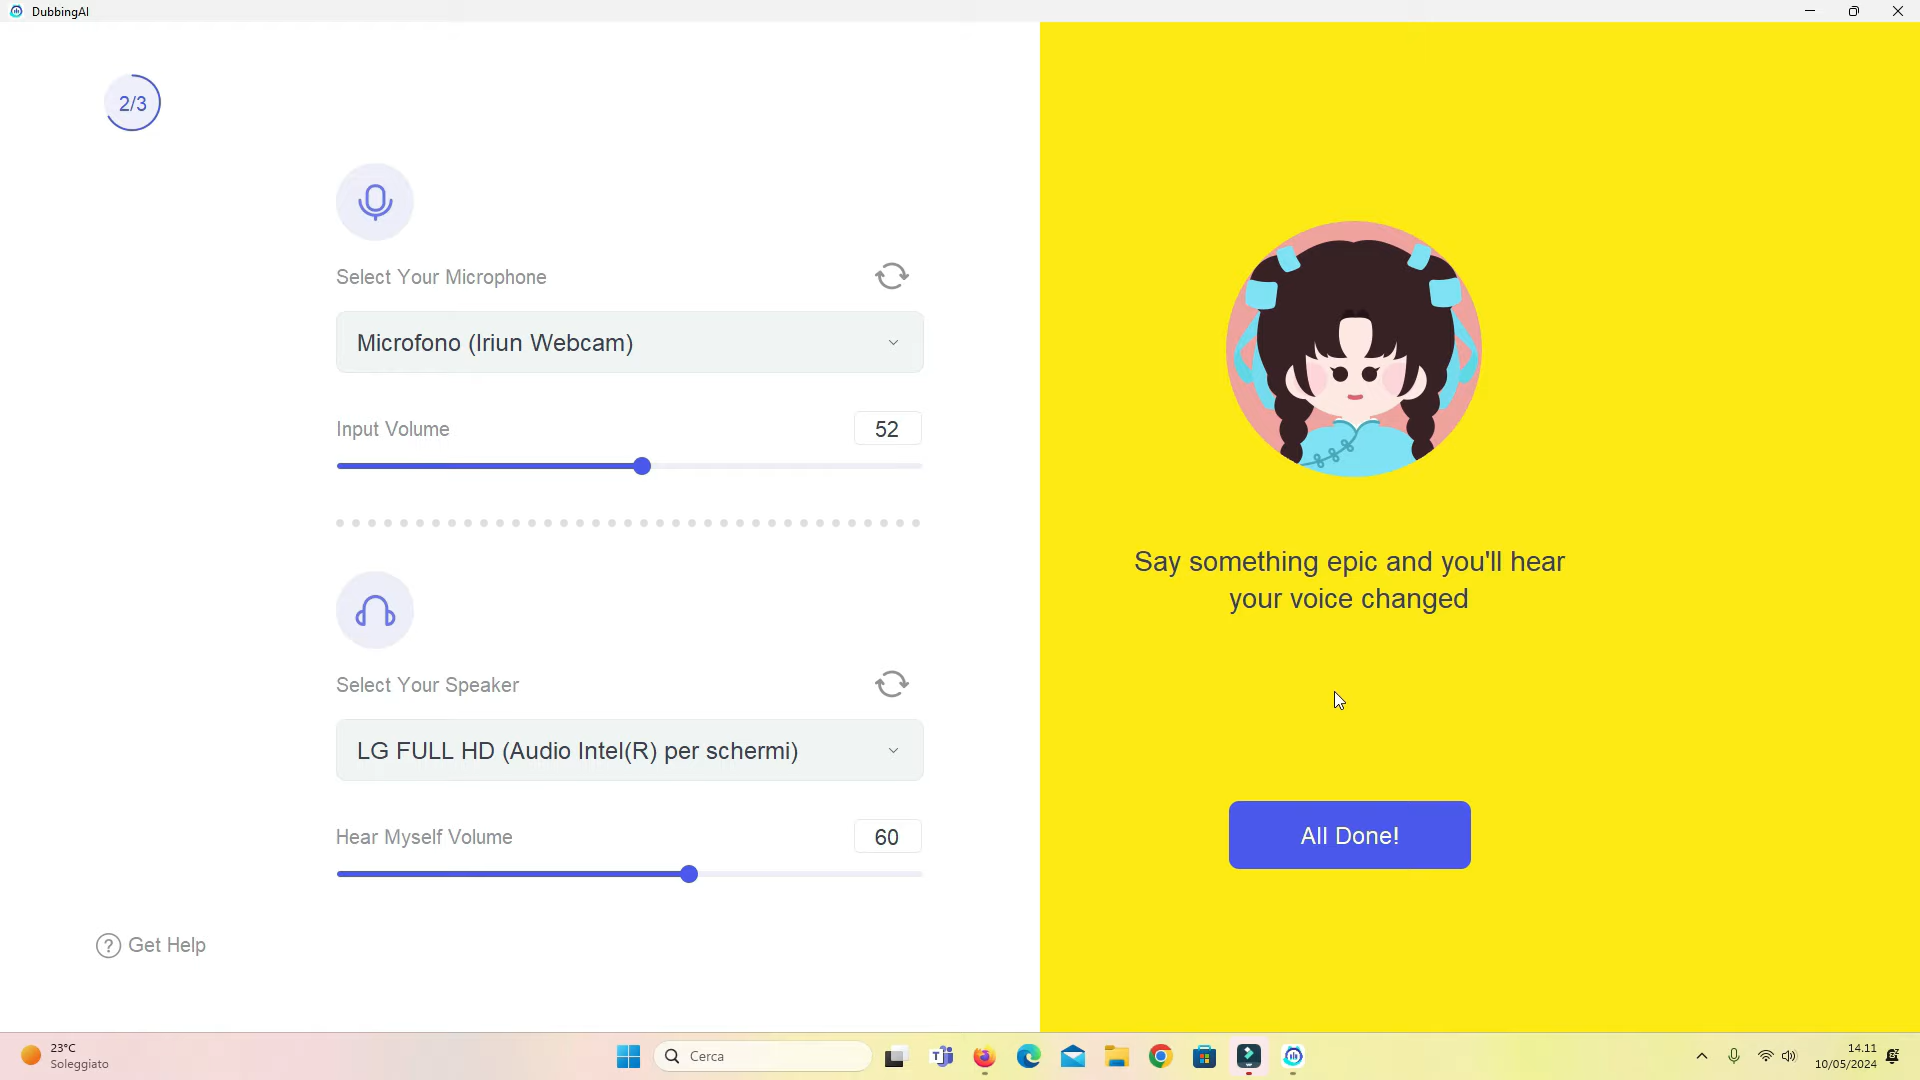 DubbingAI
2/3
Select Your Microphone
Microfono (Iriun Webcam)
Input Volume
52
Select Your Speaker
LG FULL HD (Audio Intel(R) per schermi)
Hear Myself Volume
60
? Get Help
Say something epic and you'll hear
your voice changed
All Done!
23°C
Soleggiato
Cerca
14.11
10/05/2024